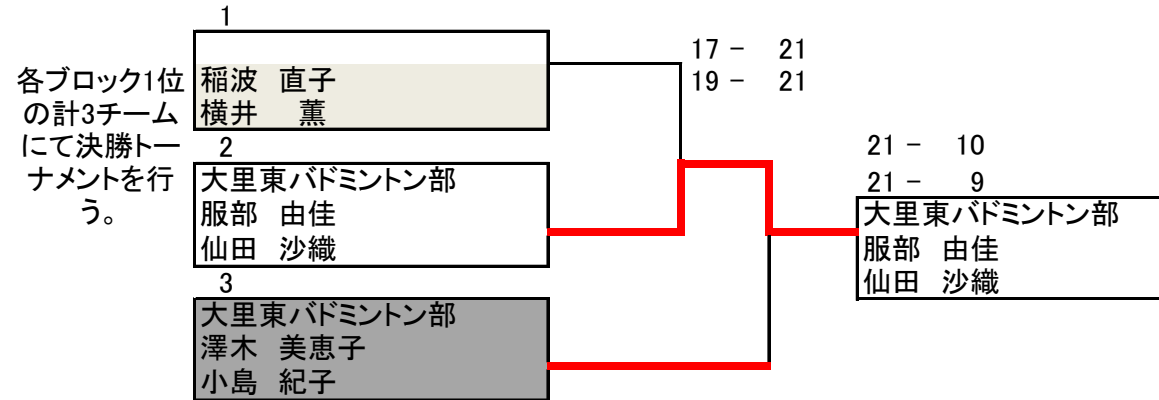 各ブロック1位
の計3チーム
にて決勝トー
ナメントを行
う。
1
稲波 直子
横井 薫
2
大里東バドミントン部
服部 由佳
仙田 沙織
3
大里東バドミントン部
澤木 美恵子
小島 紀子
17 - 21
19 - 21
21 - 10
21 - 9
大里東バドミントン部
服部 由佳
仙田 沙織